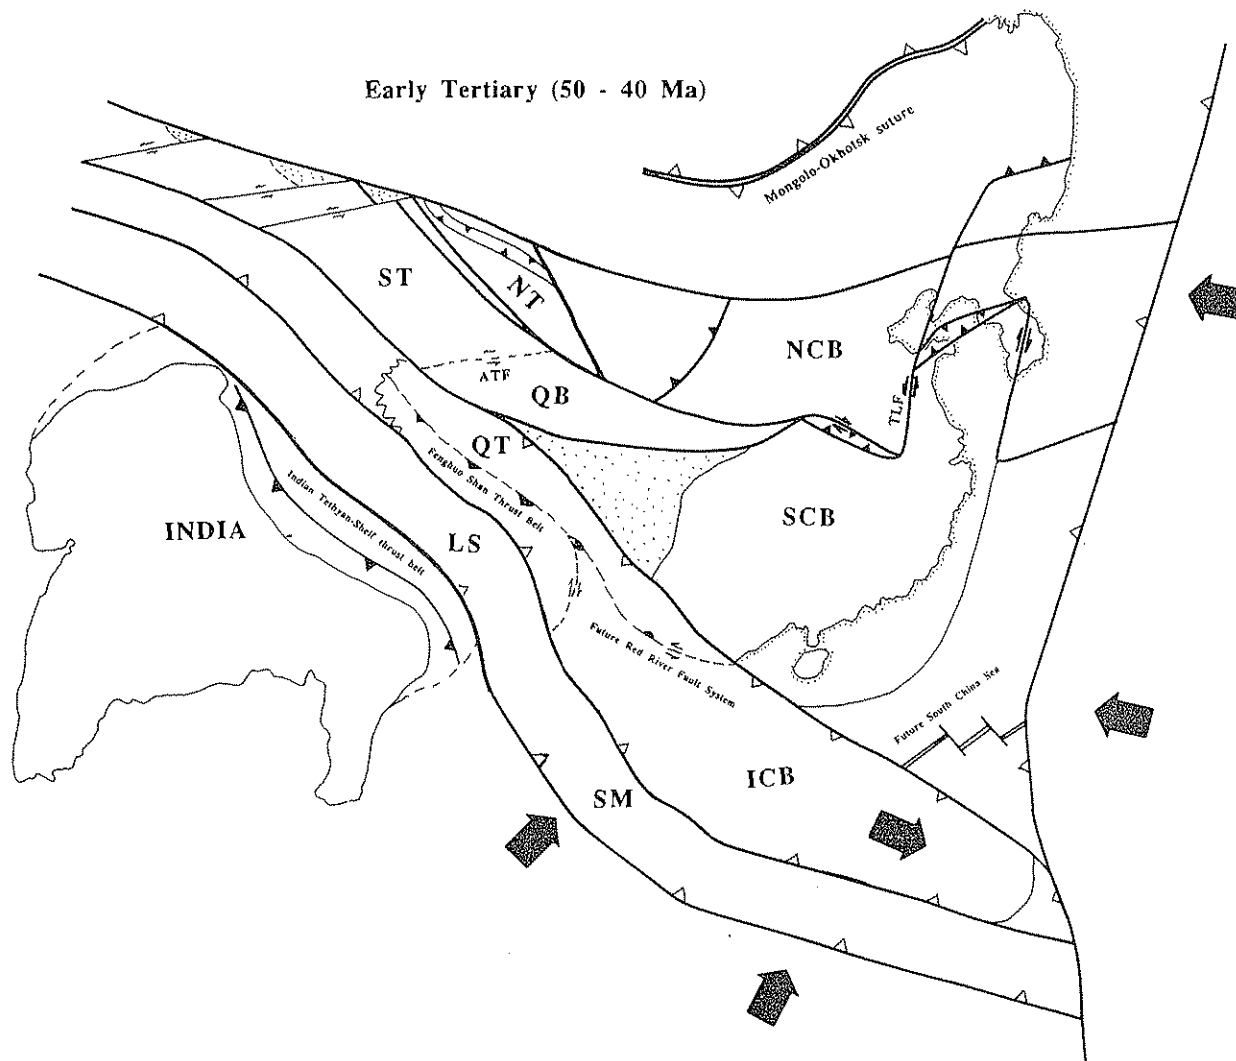 Early Tertiary (50 - 40 Ma)
Mongolo-Okhotsk suture
ST
NT
NCB
ATF
QB
TLF
QT
Fenghuo Shan Thrust Belt
Indian Tethyan-Shelf thrust belt
INDIA
LS
SCB
Future Red River Fault System
Future South China Sea
ICB
SM